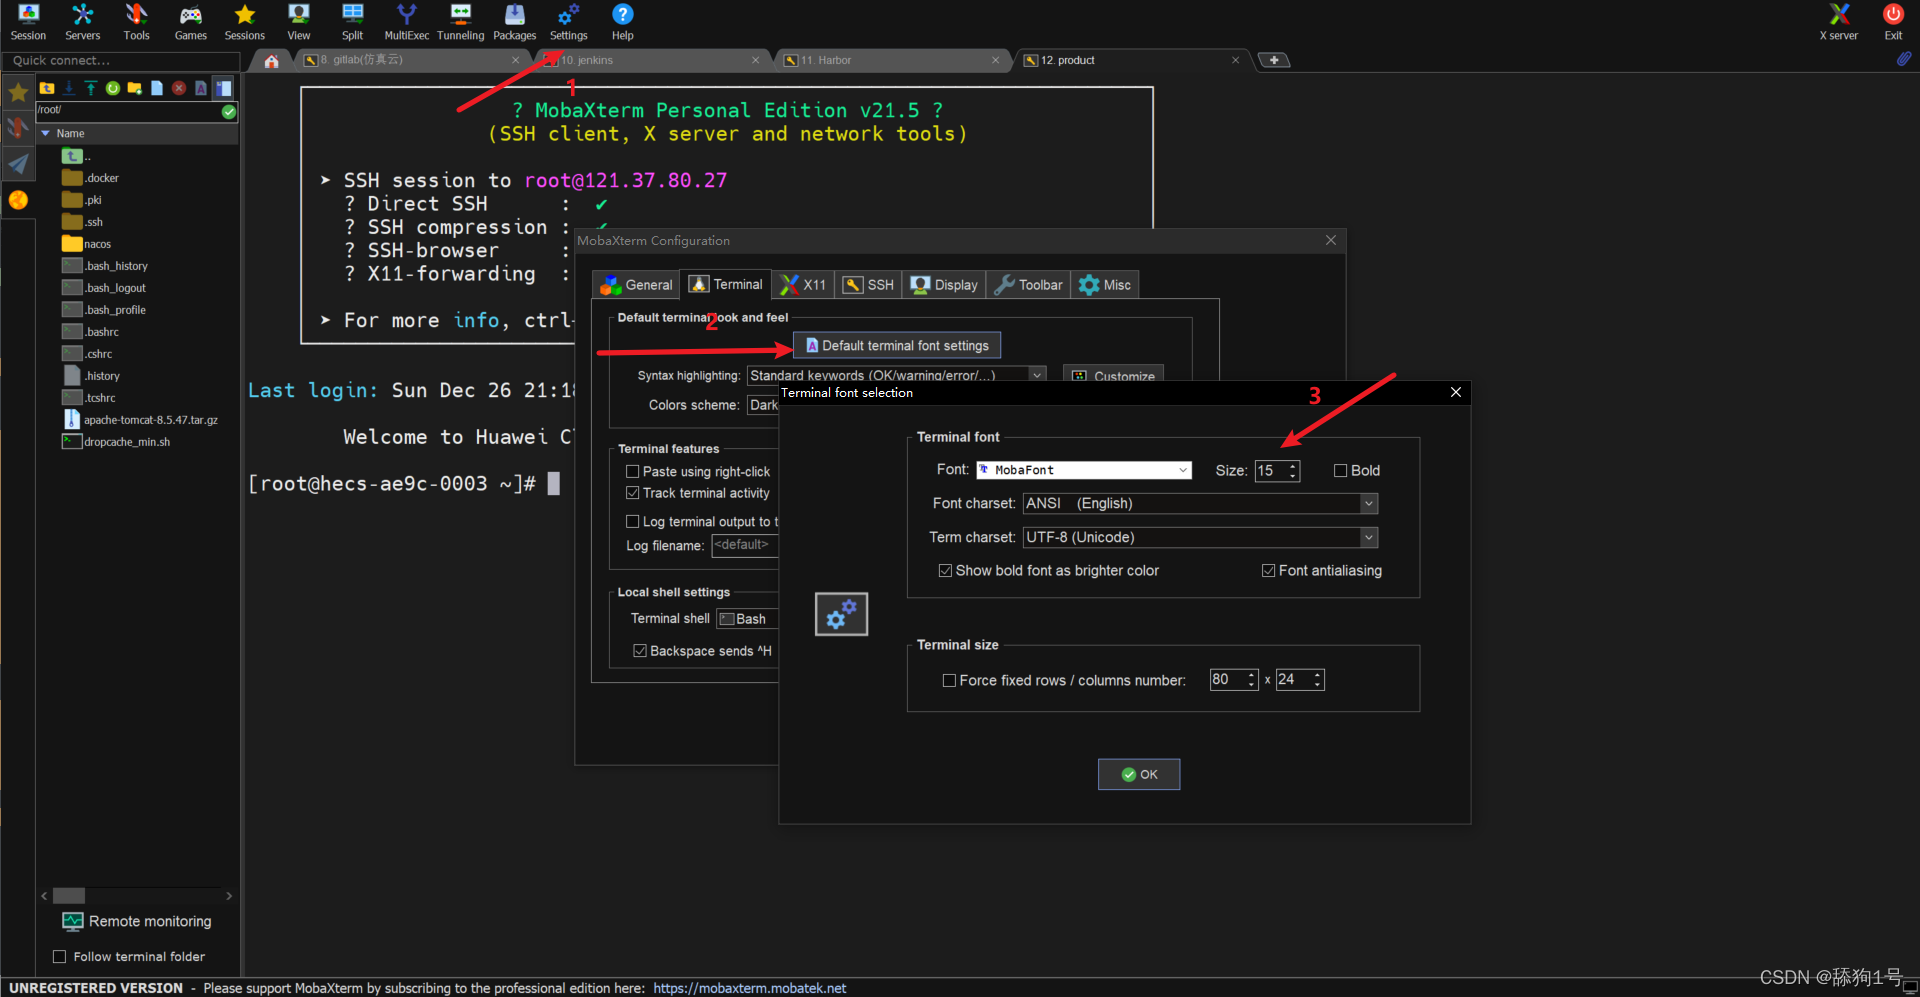 Session Servers Tools Games Sessions View Split MultiExec Tunneling Packages Settings Help X server Exit
Quick connect...
8. gitlab(仿真云)
10. jenkins
11. Harbor
12. product
1
/root/
Name
..
.docker
.pki
.ssh
nacos
.bash_history
.bash_logout
.bash_profile
.bashrc
.cshrc
.history
.tcshrc
apache-tomcat-8.5.47.tar.gz
dropcache_min.sh
Remote monitoring
Follow terminal folder
? MobaXterm Personal Edition v21.5 ?
(SSH client, X server and network tools)
➤ SSH session to root@121.37.80.27
? Direct SSH : ✔
? SSH compression : ✔
? SSH-browser :
? X11-forwarding :
➤ For more info, ctrl-
Last login: Sun Dec 26 21:18
Welcome to Huawei C
[root@hecs-ae9c-0003 ~]#
MobaXterm Configuration
General Terminal X11 SSH Display Toolbar Misc
Default terminal look and feel
2
Default terminal font settings
Syntax highlighting: Standard keywords (OK/warning/error/...) Customize
Colors scheme: Dark
Terminal features
Paste using right-click
Track terminal activity
Log terminal output to t
Log filename: <default>
Local shell settings
Terminal shell Bash
Backspace sends ^H
Terminal font selection
3
Terminal font
Font: MobaFont Size: 15 Bold
Font charset: ANSI (English)
Term charset: UTF-8 (Unicode)
Show bold font as brighter color Font antialiasing
Terminal size
Force fixed rows / columns number: 80 x 24
OK
UNREGISTERED VERSION - Please support MobaXterm by subscribing to the professional edition here: https://mobaxterm.mobatek.net
CSDN @舔狗1号